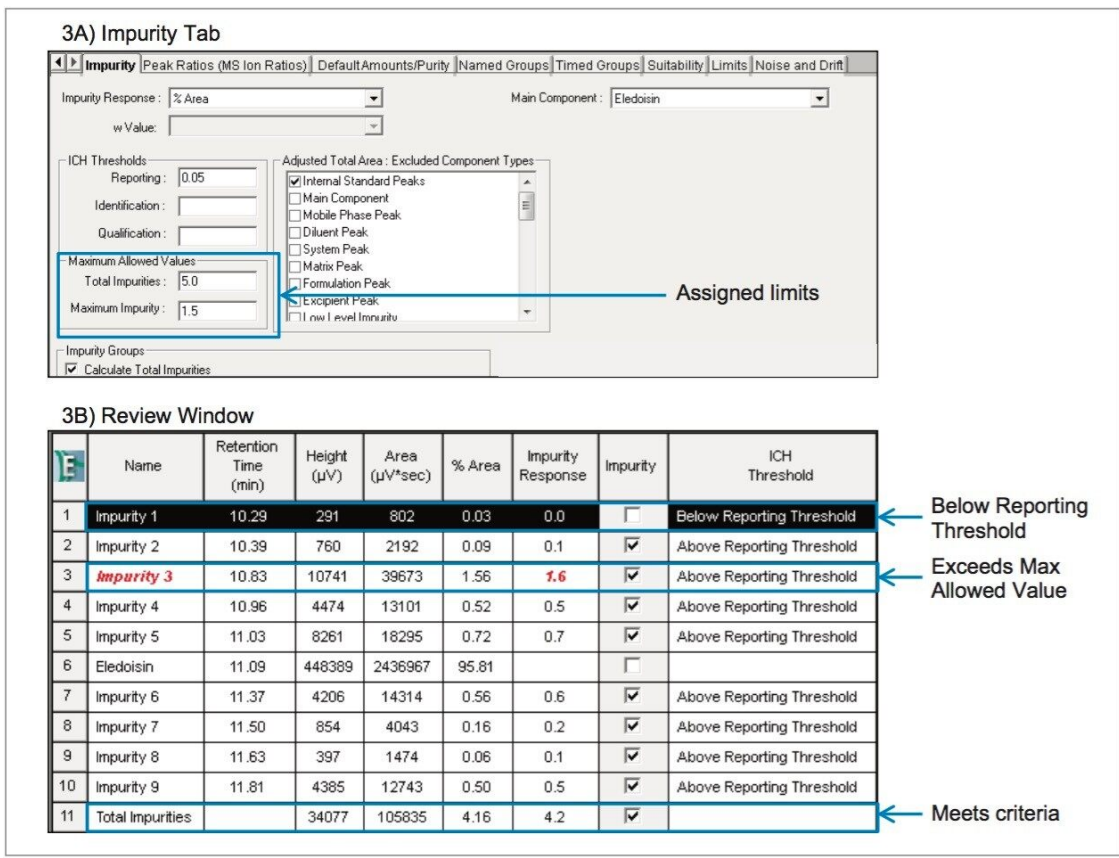 3A) Impurity Tab
Impurity Peak Ratios (MS Ion Ratios) Default Amounts/Purity Named Groups Timed Groups Suitability Limits Noise and Drift
Impurity Response : % Area Main Component : Eledoisin
w Value:
ICH Thresholds Adjusted Total Area : Excluded Component Types
Reporting : 0.05 Internal Standard Peaks
Main Component
Identification : Mobile Phase Peak
Diluent Peak
Qualification : System Peak
Maximum Allowed Values Matrix Peak
Total Impurities : 5.0 Formulation Peak
Excipient Peak Assigned limits
Maximum Impurity : 1.5 Low Level Impurity
Impurity Groups
Calculate Total Impurities
3B) Review Window
Name Retention Time (min) Height (µV) Area (µV*sec) % Area Impurity Response Impurity ICH Threshold
1 Impurity 1 10.29 291 802 0.03 0.0 Below Reporting Threshold Below Reporting Threshold
2 Impurity 2 10.39 760 2192 0.09 0.1 Above Reporting Threshold
3 Impurity 3 10.83 10741 39673 1.56 1.6 Above Reporting Threshold Exceeds Max Allowed Value
4 Impurity 4 10.96 4474 13101 0.52 0.5 Above Reporting Threshold
5 Impurity 5 11.03 8261 18295 0.72 0.7 Above Reporting Threshold
6 Eledoisin 11.09 448389 2436967 95.81
7 Impurity 6 11.37 4206 14314 0.56 0.6 Above Reporting Threshold
8 Impurity 7 11.50 854 4043 0.16 0.2 Above Reporting Threshold
9 Impurity 8 11.63 397 1474 0.06 0.1 Above Reporting Threshold
10 Impurity 9 11.81 4385 12743 0.50 0.5 Above Reporting Threshold
11 Total Impurities 34077 105835 4.16 4.2 Meets criteria